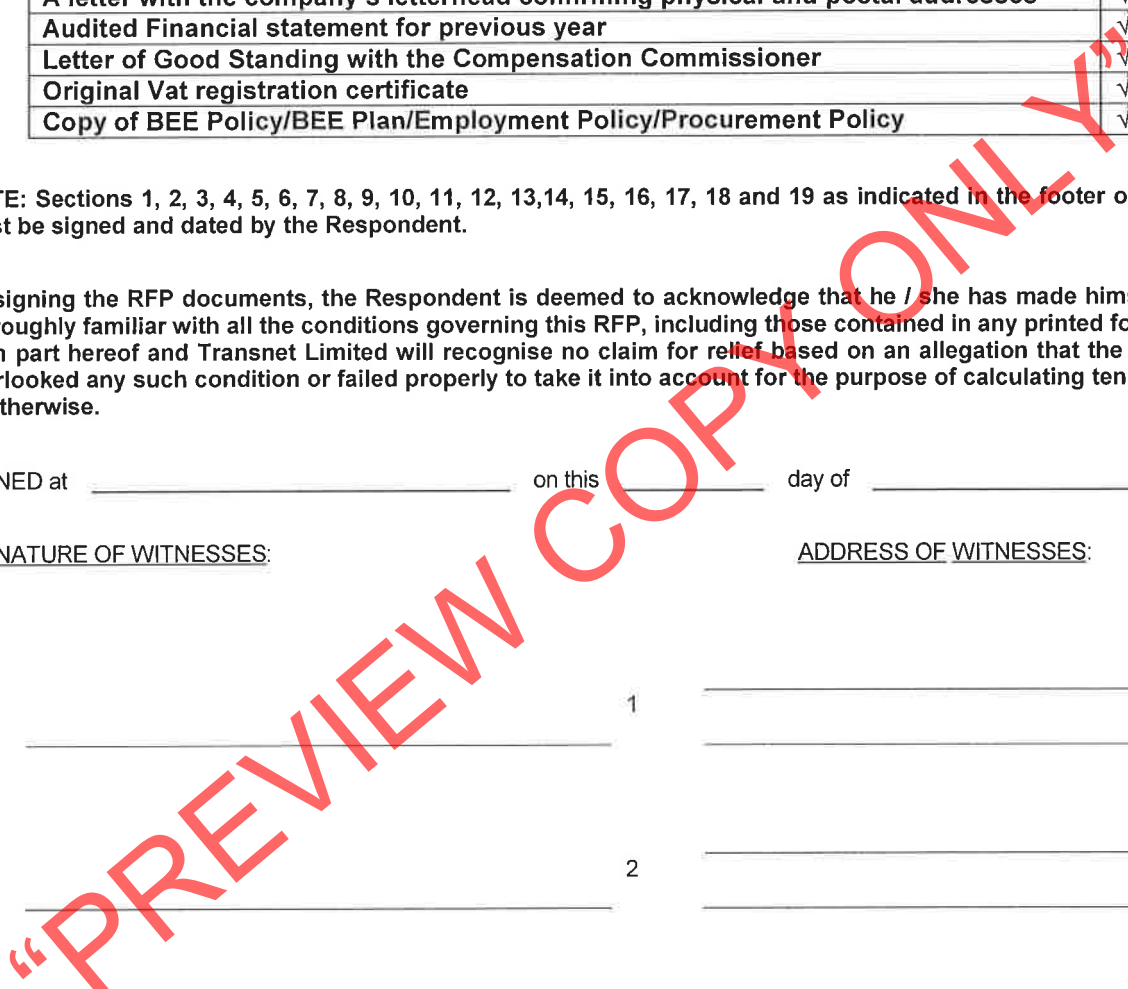 A letter with the company's letterhead confirming physical and postal addresses √
Audited Financial statement for previous year √
Letter of Good Standing with the Compensation Commissioner √
Original Vat registration certificate √
Copy of BEE Policy/BEE Plan/Employment Policy/Procurement Policy √
TE: Sections 1, 2, 3, 4, 5, 6, 7, 8, 9, 10, 11, 12, 13,14, 15, 16, 17, 18 and 19 as indicated in the footer o
st be signed and dated by the Respondent.
signing the RFP documents, the Respondent is deemed to acknowledge that he / she has made hims
roughly familiar with all the conditions governing this RFP, including those contained in any printed fo
n part hereof and Transnet Limited will recognise no claim for relief based on an allegation that the
rlooked any such condition or failed properly to take it into account for the purpose of calculating ten
therwise.
NED at on this day of
NATURE OF WITNESSES: ADDRESS OF WITNESSES:
1
2
“PREVIEW COPY ONLY”